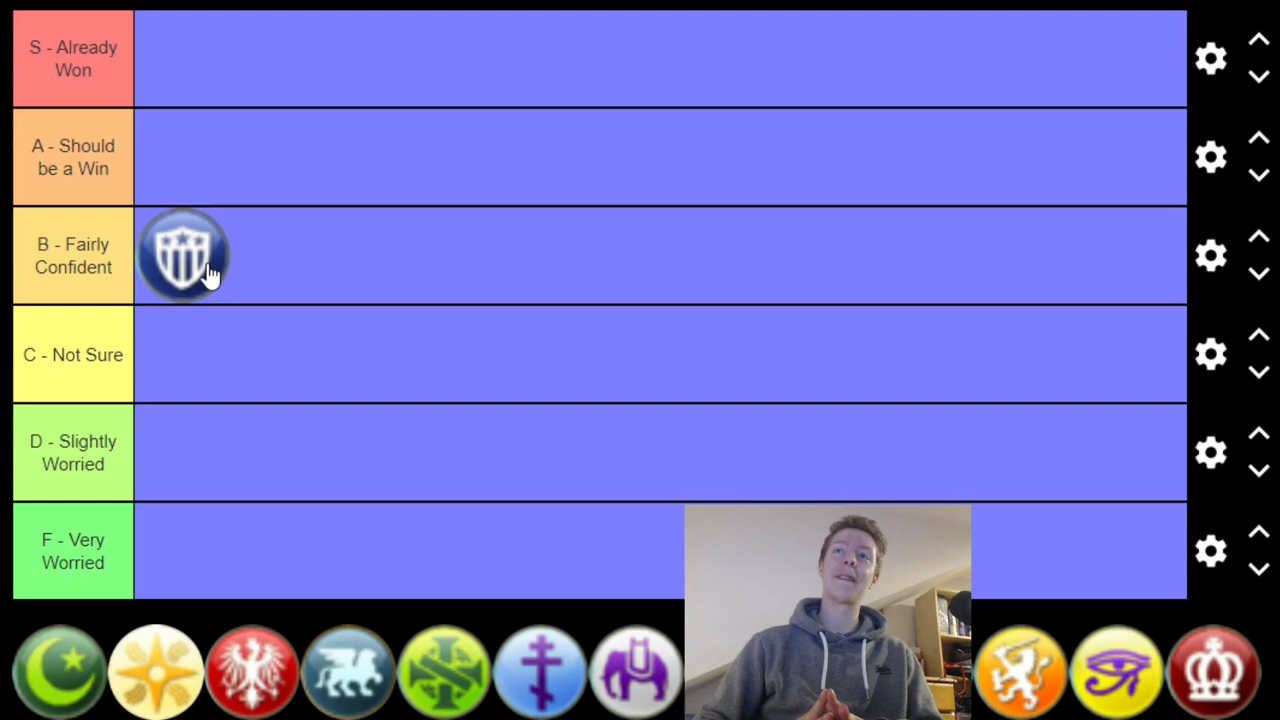 S - Already
Won
A - Should
be a Win
B - Fairly
Confident
C - Not Sure
D - Slightly
Worried
F - Very
Worried